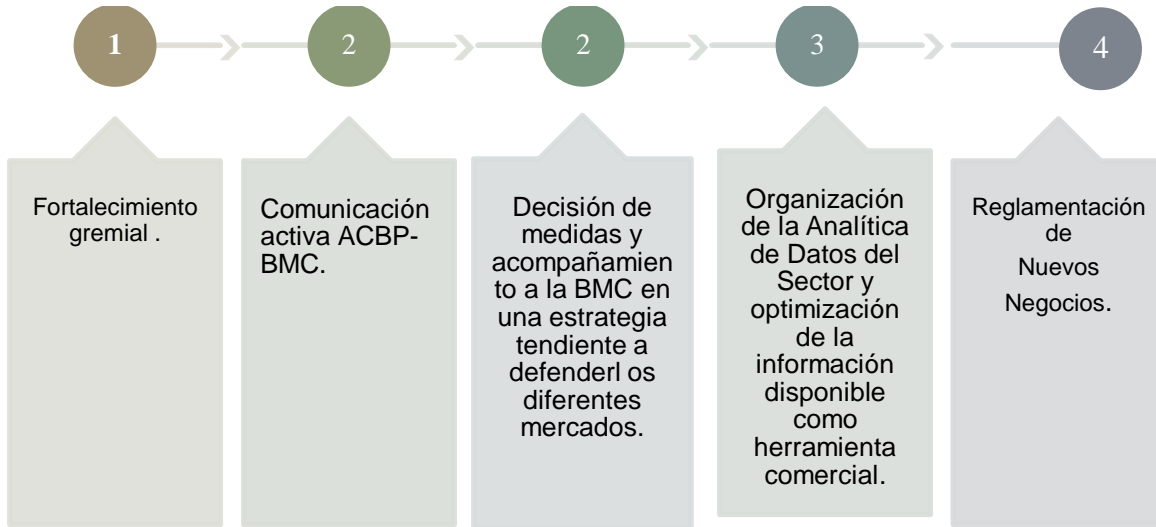 1
2
2
3
4
Fortalecimiento
gremial .
Comunicación
activa ACBP-
BMC.
Decisión de
medidas y
acompañamien
to a la BMC en
una estrategia
tendiente a
defenderl os
diferentes
mercados.
Organización
de la Analítica
de Datos del
Sector y
optimización
de la
información
disponible
como
herramienta
comercial.
Reglamentación
de
Nuevos
Negocios.